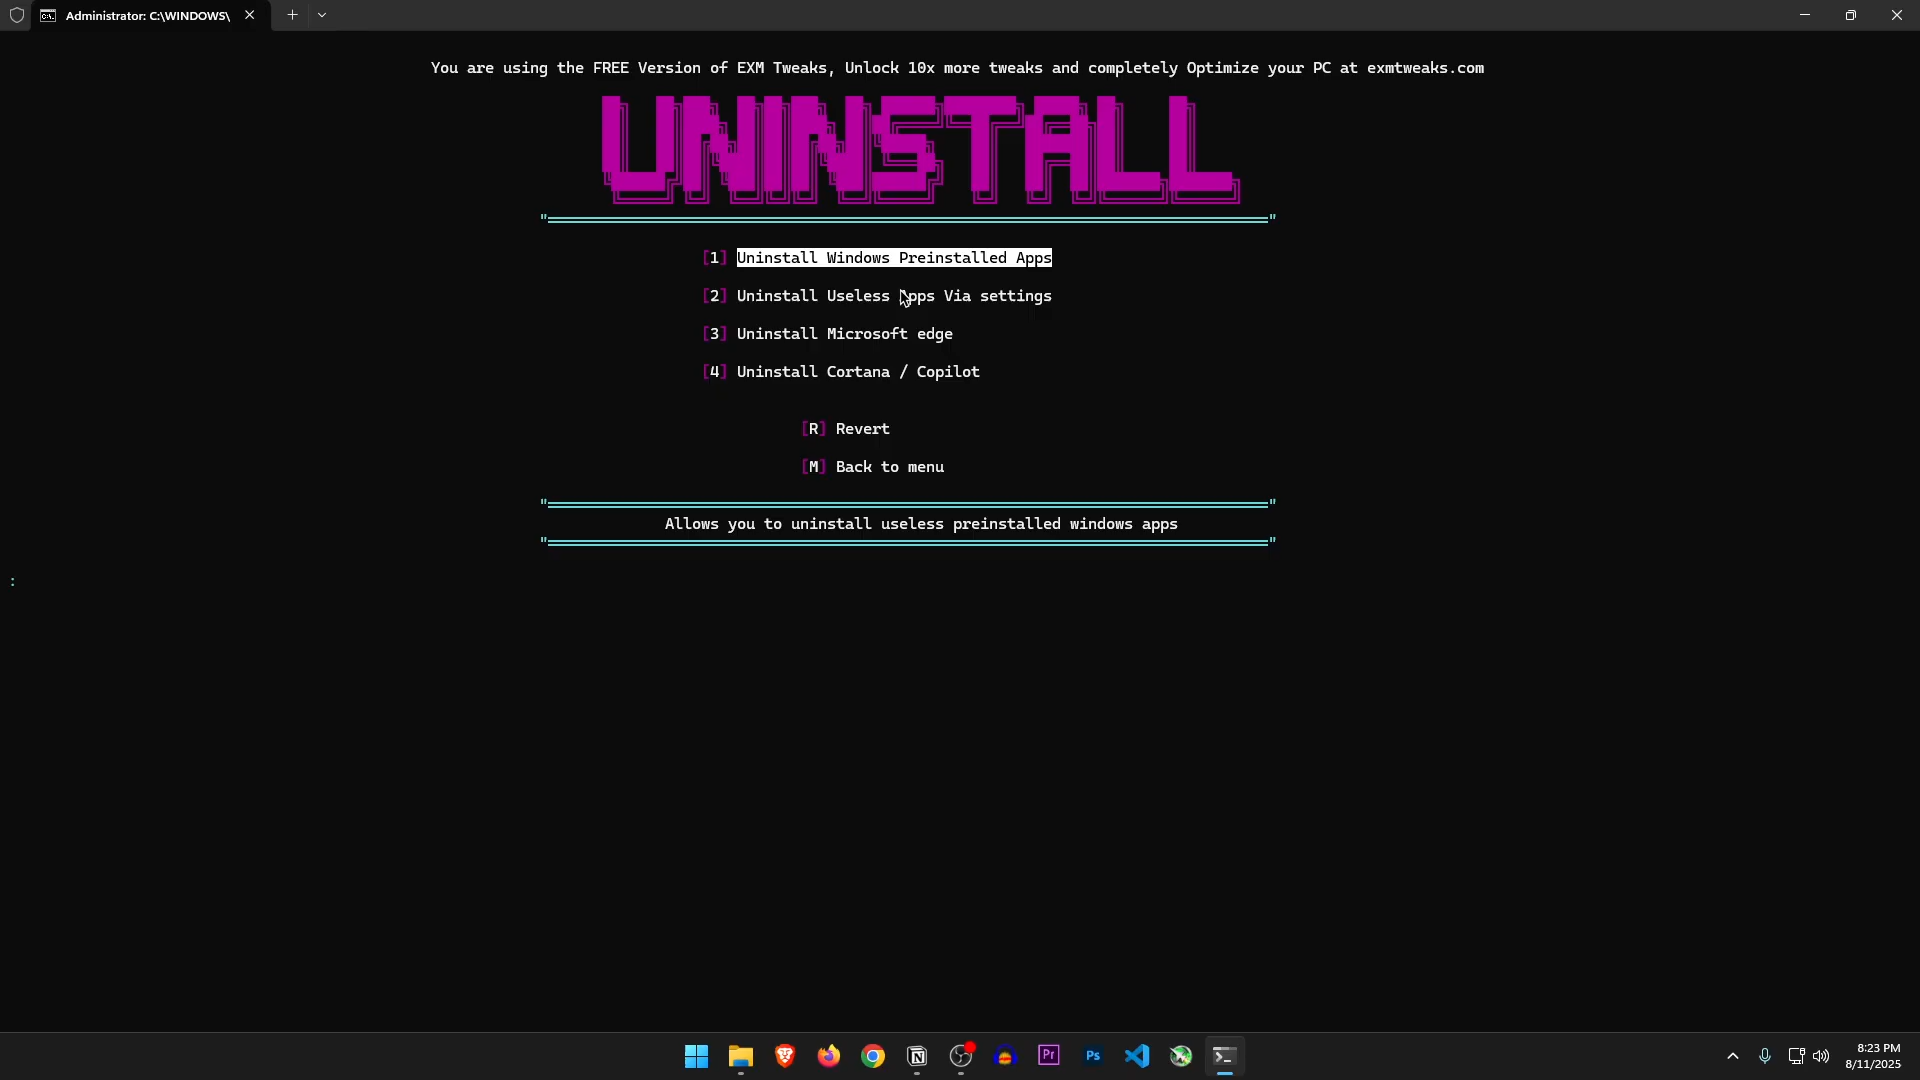 Administrator: C:\WINDOWS\
You are using the FREE Version of EXM Tweaks, Unlock 10x more tweaks and completely Optimize your PC at exmtweaks.com
UNINSTALL
[1] Uninstall Windows Preinstalled Apps
[2] Uninstall Useless Apps Via settings
[3] Uninstall Microsoft edge
[4] Uninstall Cortana / Copilot
[R] Revert
[M] Back to menu
Allows you to uninstall useless preinstalled windows apps
:
Pr
Ps
8:23 PM
8/11/2025